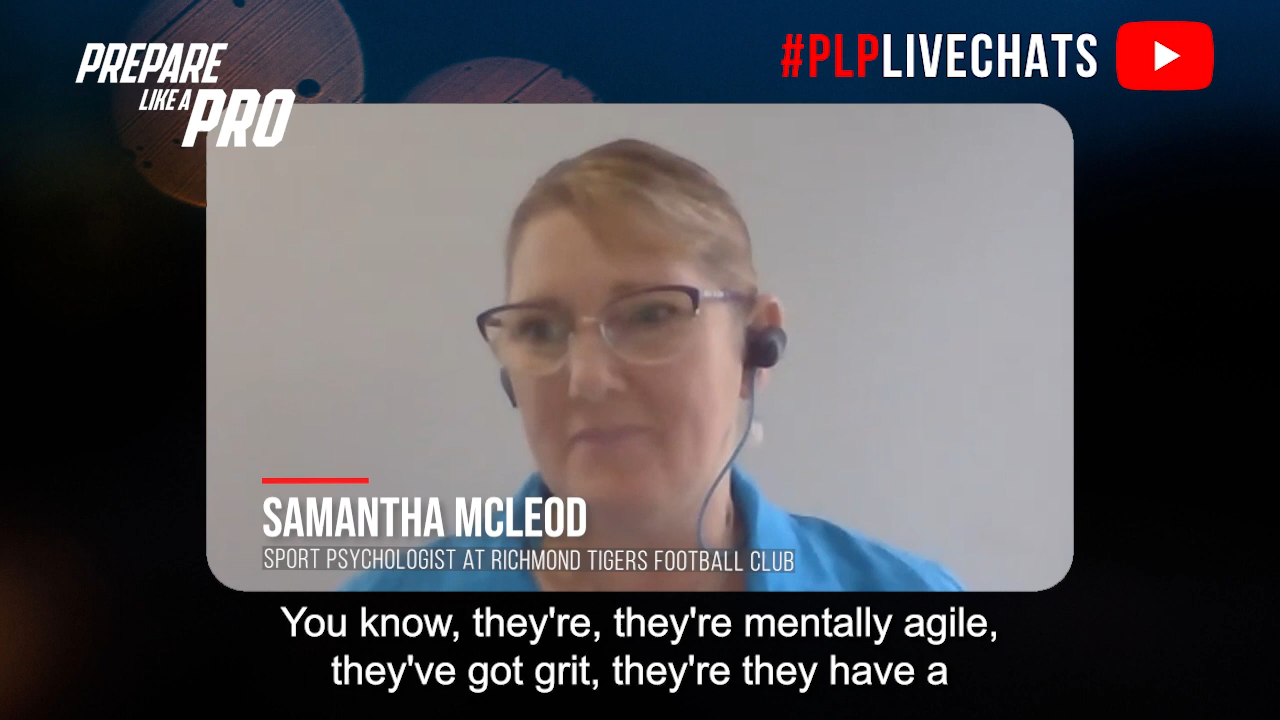 PREPARE
LIKE A
PRO
#PLPLIVECHATS
SAMANTHA MCLEOD
SPORT PSYCHOLOGIST AT RICHMOND TIGERS FOOTBALL CLUB
You know, they're, they're mentally agile,
they've got grit, they're they have a